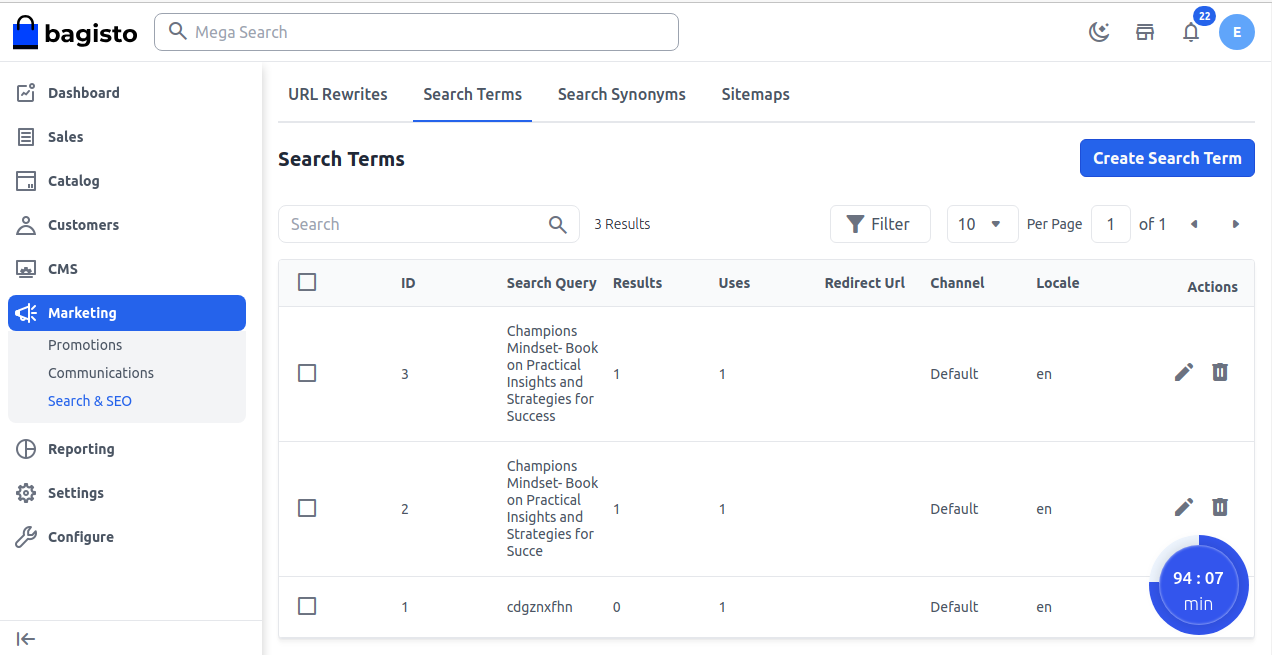 bagisto
Mega Search
22
E
Dashboard
Sales
Catalog
Customers
CMS
Marketing
Promotions
Communications
Search & SEO
Reporting
Settings
Configure
URL Rewrites Search Terms Search Synonyms Sitemaps
Search Terms
Create Search Term
Search 3 Results Filter 10 Per Page 1 of 1
ID Search Query Results Uses Redirect Url Channel Locale Actions
Champions
Mindset- Book
on Practical
3 Insights and 1 1 Default en
Strategies for
Success
Champions
Mindset- Book
on Practical
2 Insights and 1 1 Default en
Strategies for
Succe
1 cdgznxfhn 0 1 Default en
94 : 07
min